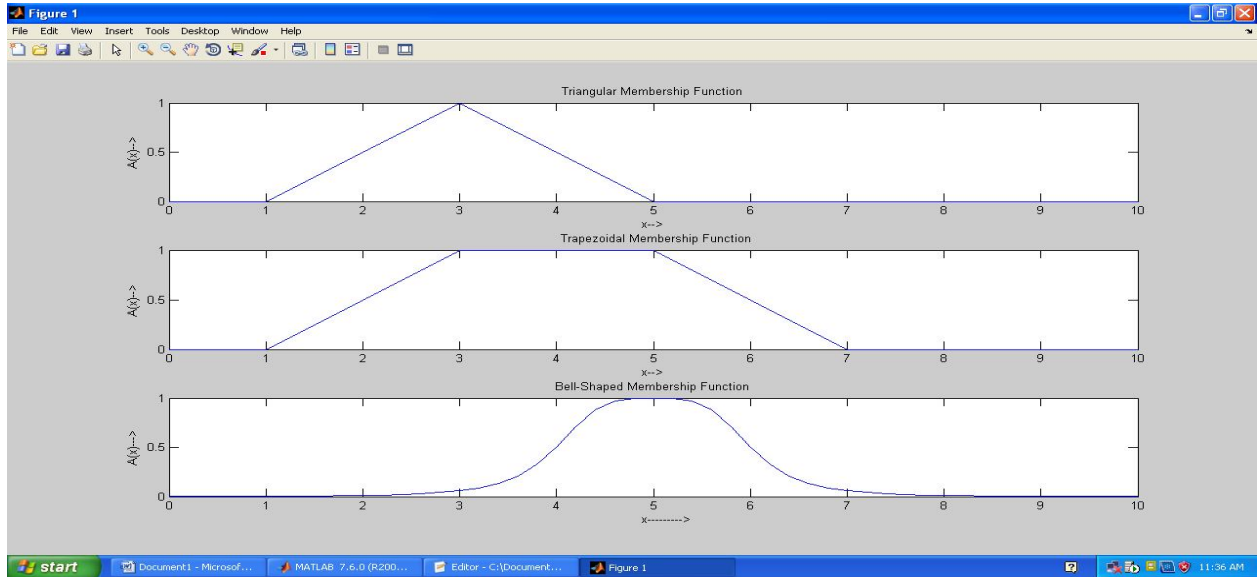 Figure 1
File Edit View Insert Tools Desktop Window Help
Triangular Membership Function
1
0.5
0
A(x)-->
0 1 2 3 4 5 6 7 8 9 10
x-->
Trapezoidal Membership Function
1
0.5
0
A(x)-->
0 1 2 3 4 5 6 7 8 9 10
x-->
Bell-Shaped Membership Function
1
0.5
0
A(x)--->
0 1 2 3 4 5 6 7 8 9 10
x--------->
start Document1 - Microsof... MATLAB 7.6.0 (R200... Editor - C:\Document... Figure 1 11:36 AM